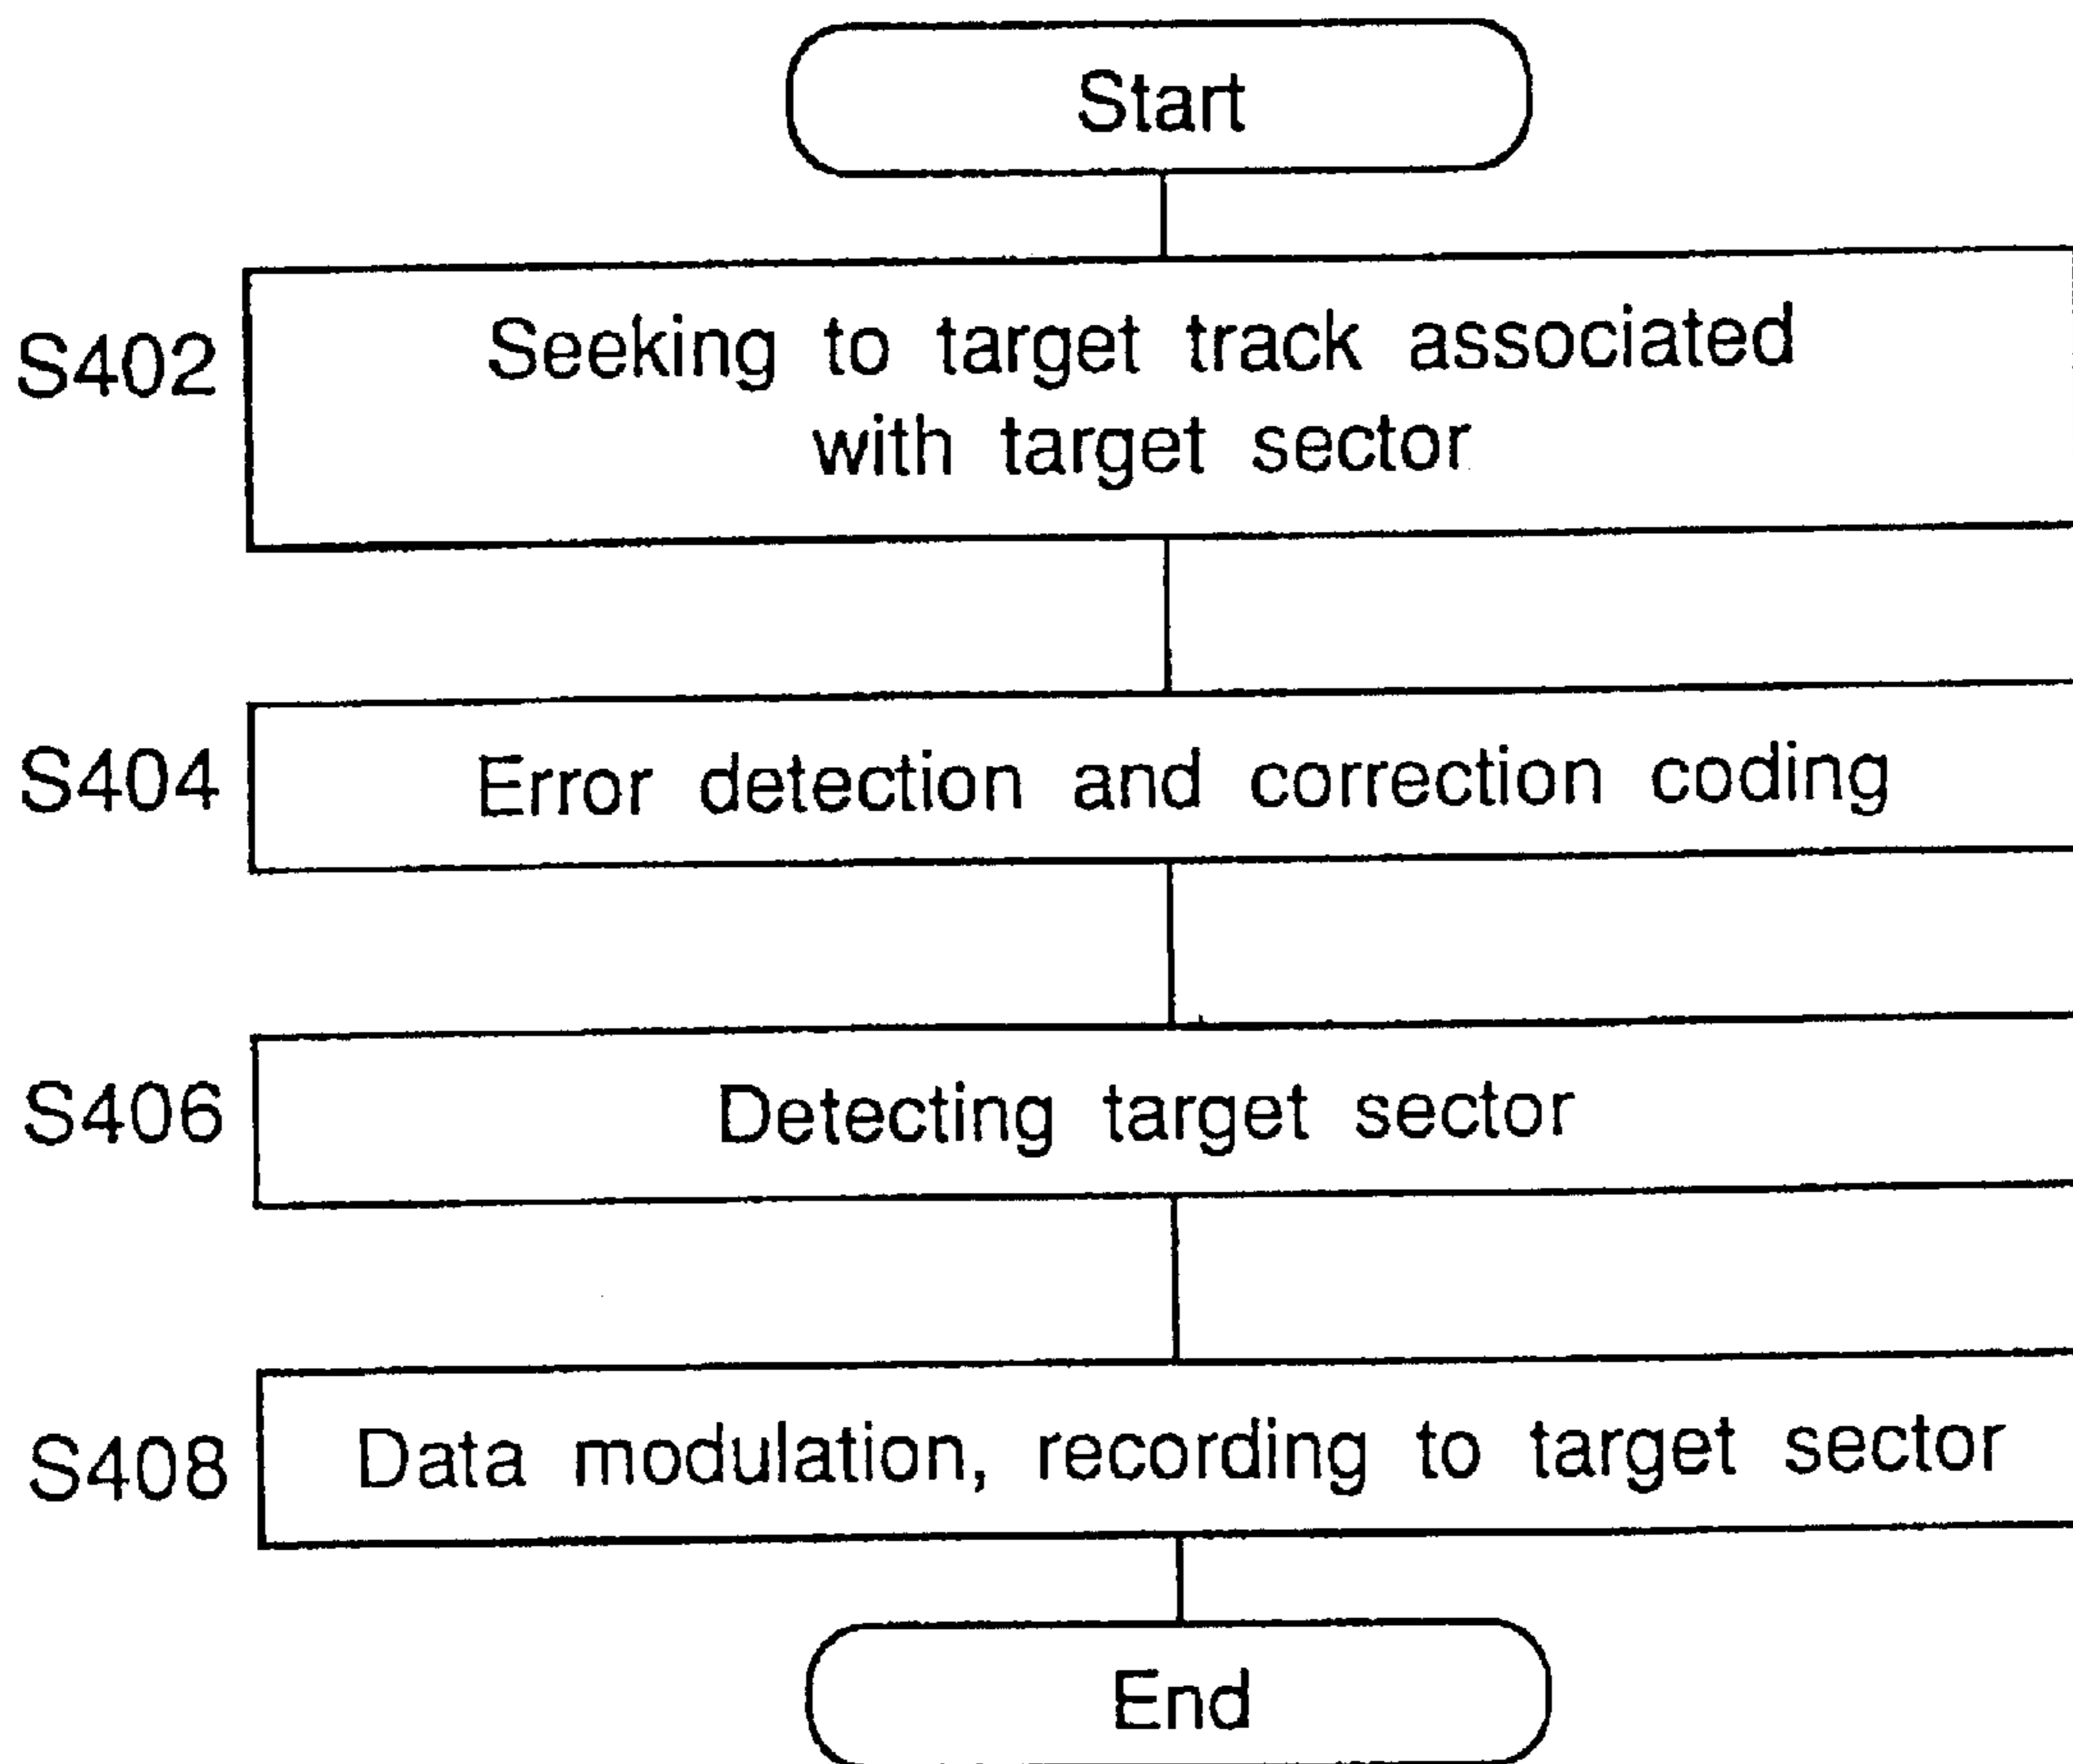 Start
S402
Seeking to target track associated
with target sector
S404
Error detection and correction coding
S406
Detecting target sector
S408
Data modulation, recording to target sector
End